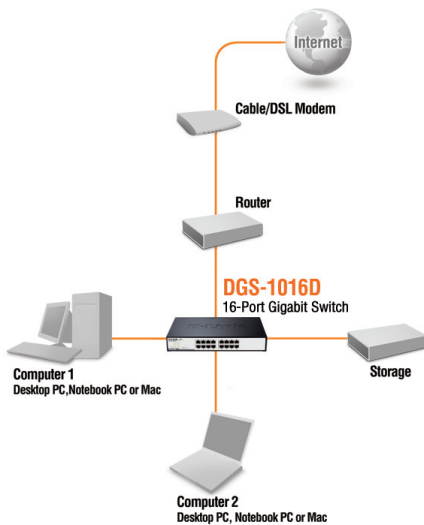 Internet
Cable/DSL Modem
Router
DGS-1016D
16-Port Gigabit Switch
Computer 1
Desktop PC,Notebook PC or Mac
Storage
Computer 2
Desktop PC, Notebook PC or Mac